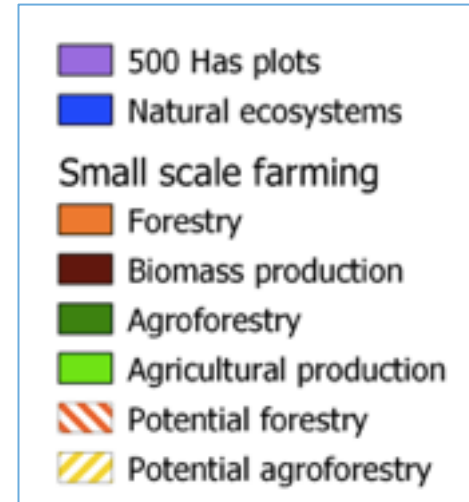 500 Has plots
Natural ecosystems
Small scale farming
Forestry
Biomass production
Agroforestry
Agricultural production
Potential forestry
Potential agroforestry